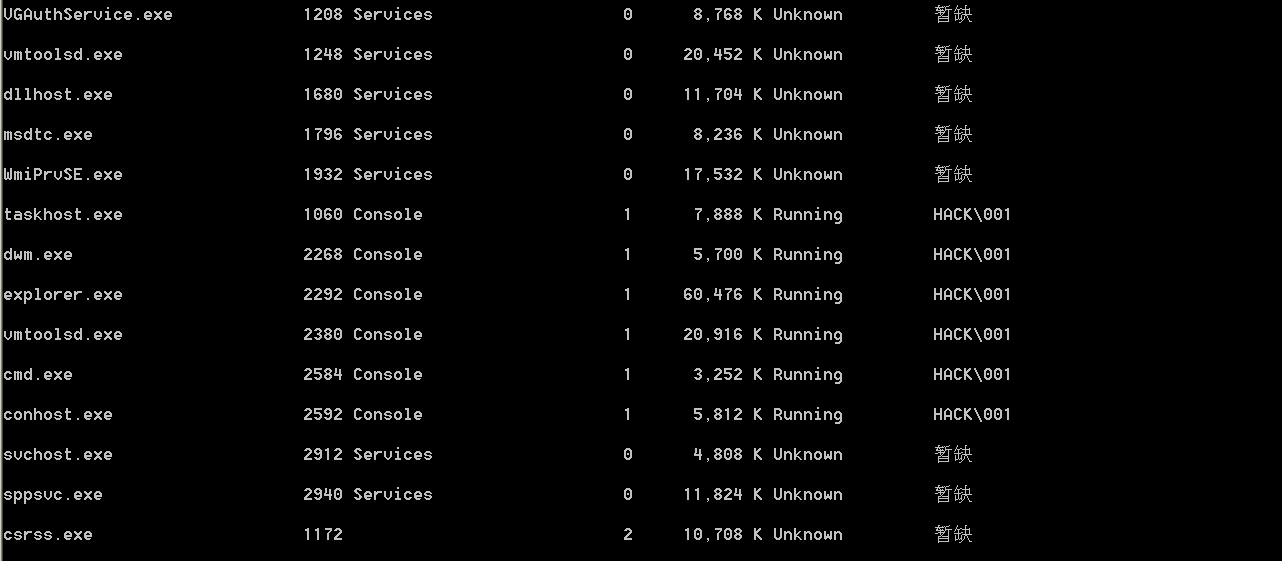 VGAuthService.exe 1208 Services 0 8,768 K Unknown 暂缺
vmtoolsd.exe 1248 Services 0 20,452 K Unknown 暂缺
dllhost.exe 1680 Services 0 11,704 K Unknown 暂缺
msdtc.exe 1796 Services 0 8,236 K Unknown 暂缺
WmiPrvSE.exe 1932 Services 0 17,532 K Unknown 暂缺
taskhost.exe 1060 Console 1 7,888 K Running HACK\001
dwm.exe 2268 Console 1 5,700 K Running HACK\001
explorer.exe 2292 Console 1 60,476 K Running HACK\001
vmtoolsd.exe 2380 Console 1 20,916 K Running HACK\001
cmd.exe 2584 Console 1 3,252 K Running HACK\001
conhost.exe 2592 Console 1 5,812 K Running HACK\001
svchost.exe 2912 Services 0 4,808 K Unknown 暂缺
sppsvc.exe 2940 Services 0 11,824 K Unknown 暂缺
csrss.exe 1172 2 10,708 K Unknown 暂缺